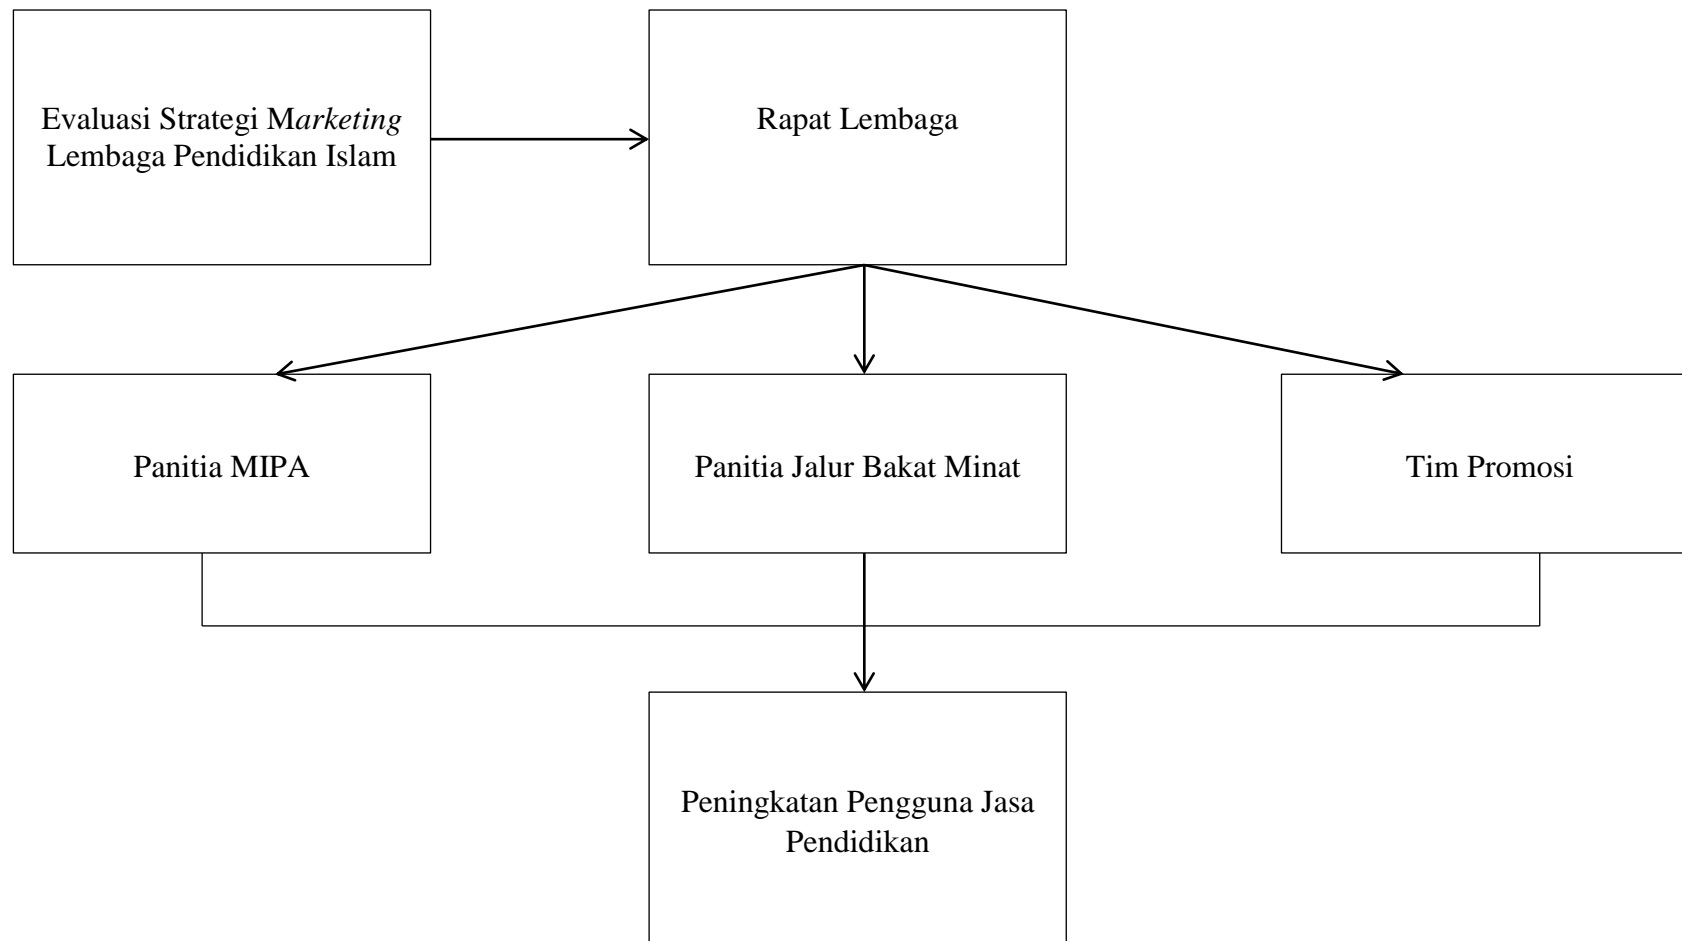 Evaluasi Strategi Marketing
Lembaga Pendidikan Islam
Rapat Lembaga
Panitia MIPA
Panitia Jalur Bakat Minat
Tim Promosi
Peningkatan Pengguna Jasa
Pendidikan